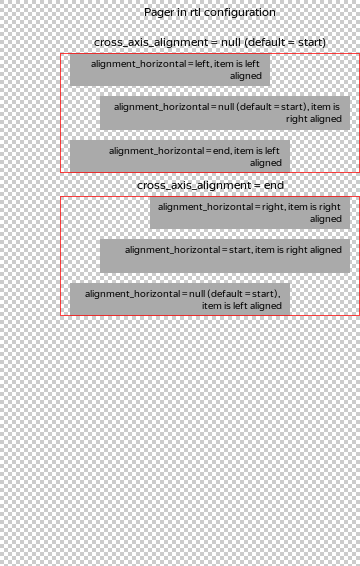 Pager in rtl configuration
cross_axis_alignment = null (default = start)
alignment_horizontal = left, item is left
aligned
alignment_horizontal = null (default = start), item is
right aligned
alignment_horizontal = end, item is left
aligned
cross_axis_alignment = end
alignment_horizontal = right, item is right
aligned
alignment_horizontal = start, item is right aligned
alignment_horizontal = null (default = start),
item is left aligned